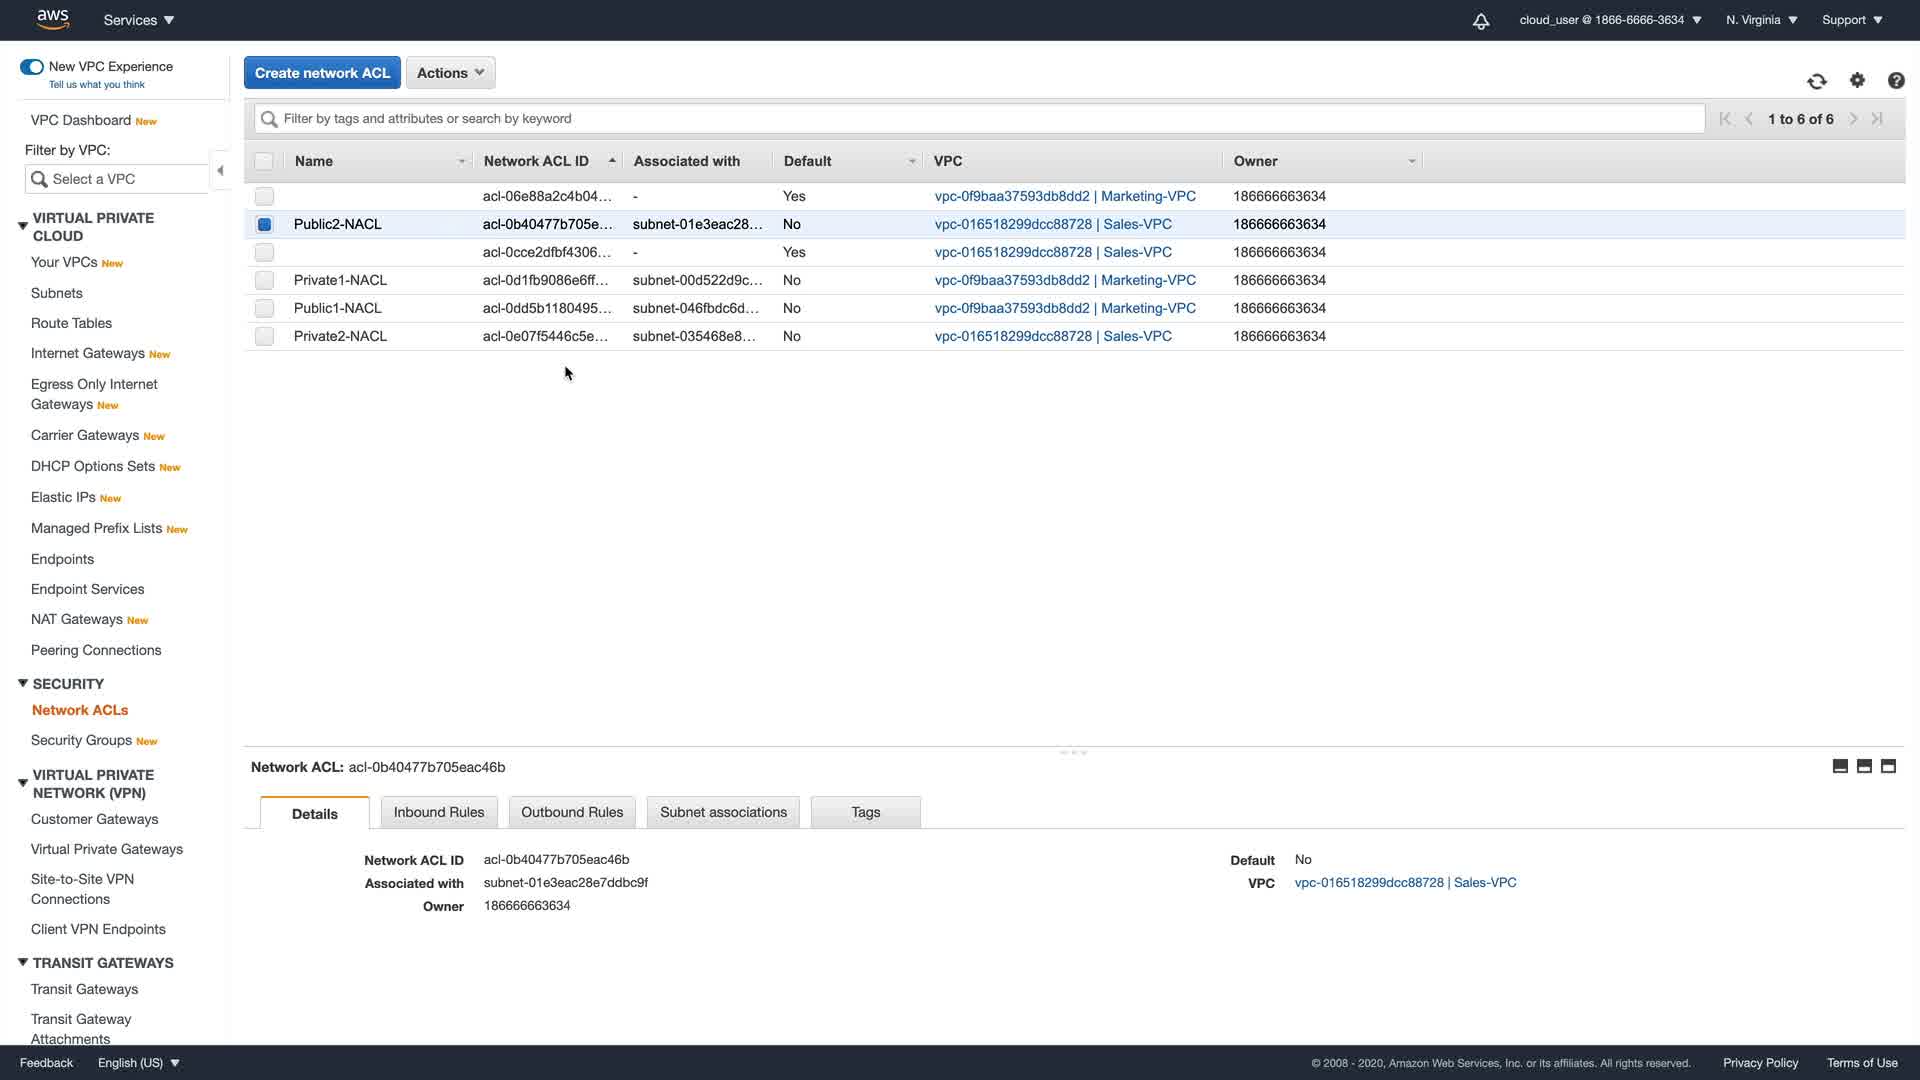 aws
Services
cloud_user @ 1866-6666-3634
N. Virginia
Support
New VPC Experience
Tell us what you think
VPC Dashboard New
Filter by VPC:
Select a VPC
VIRTUAL PRIVATE
CLOUD
Your VPCs New
Subnets
Route Tables
Internet Gateways New
Egress Only Internet
Gateways New
Carrier Gateways New
DHCP Options Sets New
Elastic IPs New
Managed Prefix Lists New
Endpoints
Endpoint Services
NAT Gateways New
Peering Connections
SECURITY
Network ACLs
Security Groups New
VIRTUAL PRIVATE
NETWORK (VPN)
Customer Gateways
Virtual Private Gateways
Site-to-Site VPN
Connections
Client VPN Endpoints
TRANSIT GATEWAYS
Transit Gateways
Transit Gateway
Attachments
Create network ACL
Actions
Filter by tags and attributes or search by keyword
1 to 6 of 6
Name Network ACL ID Associated with Default VPC Owner
acl-06e88a2c4b04... - Yes vpc-0f9baa37593db8dd2 | Marketing-VPC 186666663634
Public2-NACL acl-0b40477b705e... subnet-01e3eac28... No vpc-016518299dcc88728 | Sales-VPC 186666663634
acl-0cce2dfbf4306... - Yes vpc-016518299dcc88728 | Sales-VPC 186666663634
Private1-NACL acl-0d1fb9086e6ff... subnet-00d522d9c... No vpc-0f9baa37593db8dd2 | Marketing-VPC 186666663634
Public1-NACL acl-0dd5b1180495... subnet-046fbdc6d... No vpc-0f9baa37593db8dd2 | Marketing-VPC 186666663634
Private2-NACL acl-0e07f5446c5e... subnet-035468e8... No vpc-016518299dcc88728 | Sales-VPC 186666663634
Network ACL: acl-0b40477b705eac46b
Details
Inbound Rules
Outbound Rules
Subnet associations
Tags
Network ACL ID acl-0b40477b705eac46b
Associated with subnet-01e3eac28e7ddbc9f
Owner 186666663634
Default No
VPC vpc-016518299dcc88728 | Sales-VPC
Feedback
English (US)
© 2008 - 2020, Amazon Web Services, Inc. or its affiliates. All rights reserved.
Privacy Policy
Terms of Use